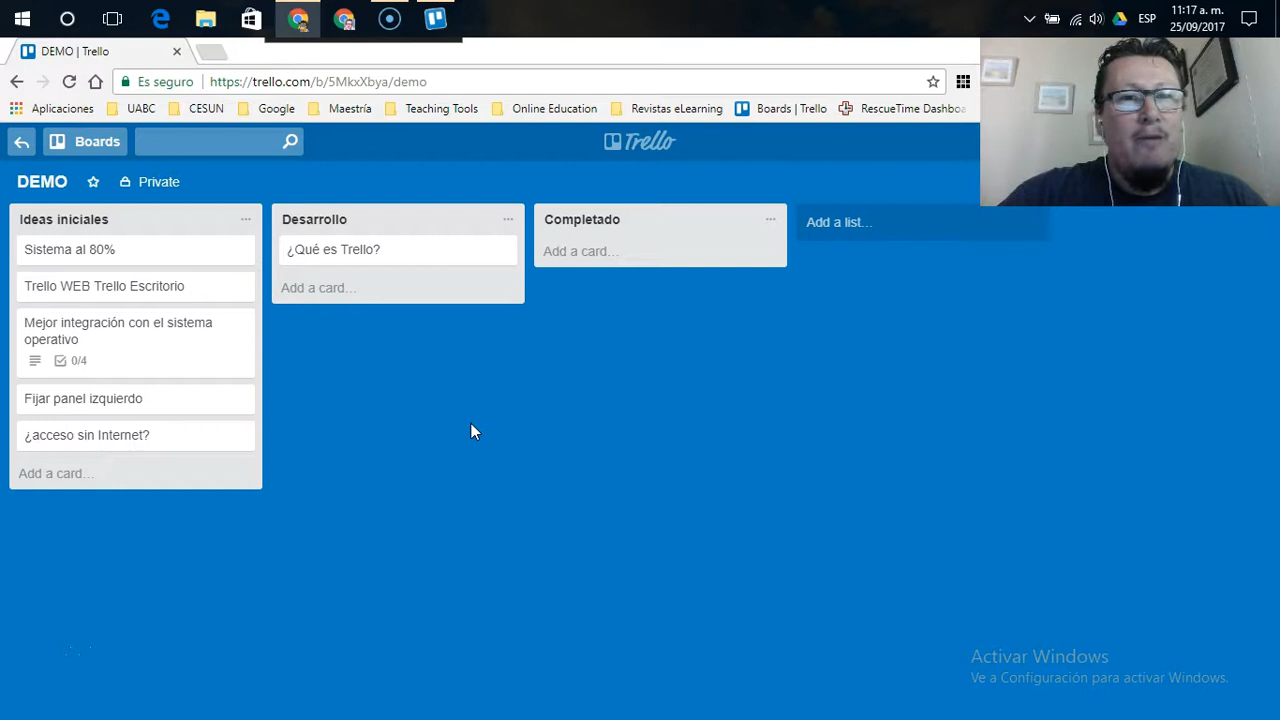 11:17 a. m.
ESP
25/09/2017
DEMO | Trello
Es seguro
https://trello.com/b/5MkxXbya/demo
Aplicaciones
UABC
CESUN
Google
Maestría
Teaching Tools
Online Education
Revistas eLearning
Boards | Trello
RescueTime Dashboa
Boards
Trello
DEMO
Private
Ideas iniciales
Sistema al 80%
Trello WEB Trello Escritorio
Mejor integración con el sistema
operativo
0/4
Fijar panel izquierdo
¿acceso sin Internet?
Add a card…
Desarrollo
¿Qué es Trello?
Add a card…
Completado
Add a card…
Add a list…
Activar Windows
Ve a Configuración para activar Windows.